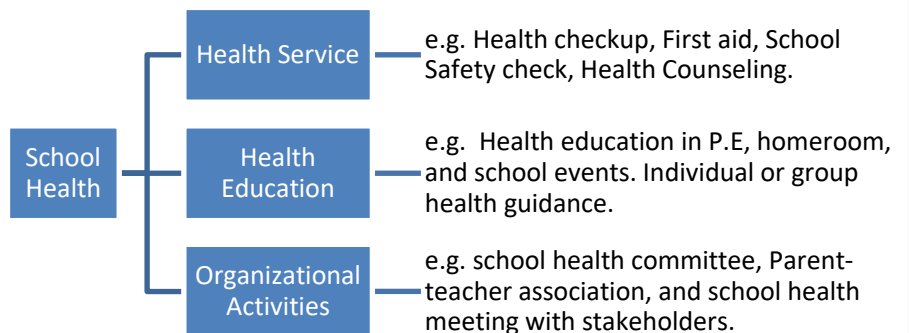 School
Health
Health Service
e.g. Health checkup, First aid, School
Safety check, Health Counseling.
Health
Education
e.g.  Health education in P.E, homeroom,
and school events. Individual or group
health guidance.
Organizational
Activities
e.g. school health committee, Parent-
teacher association, and school health
meeting with stakeholders.